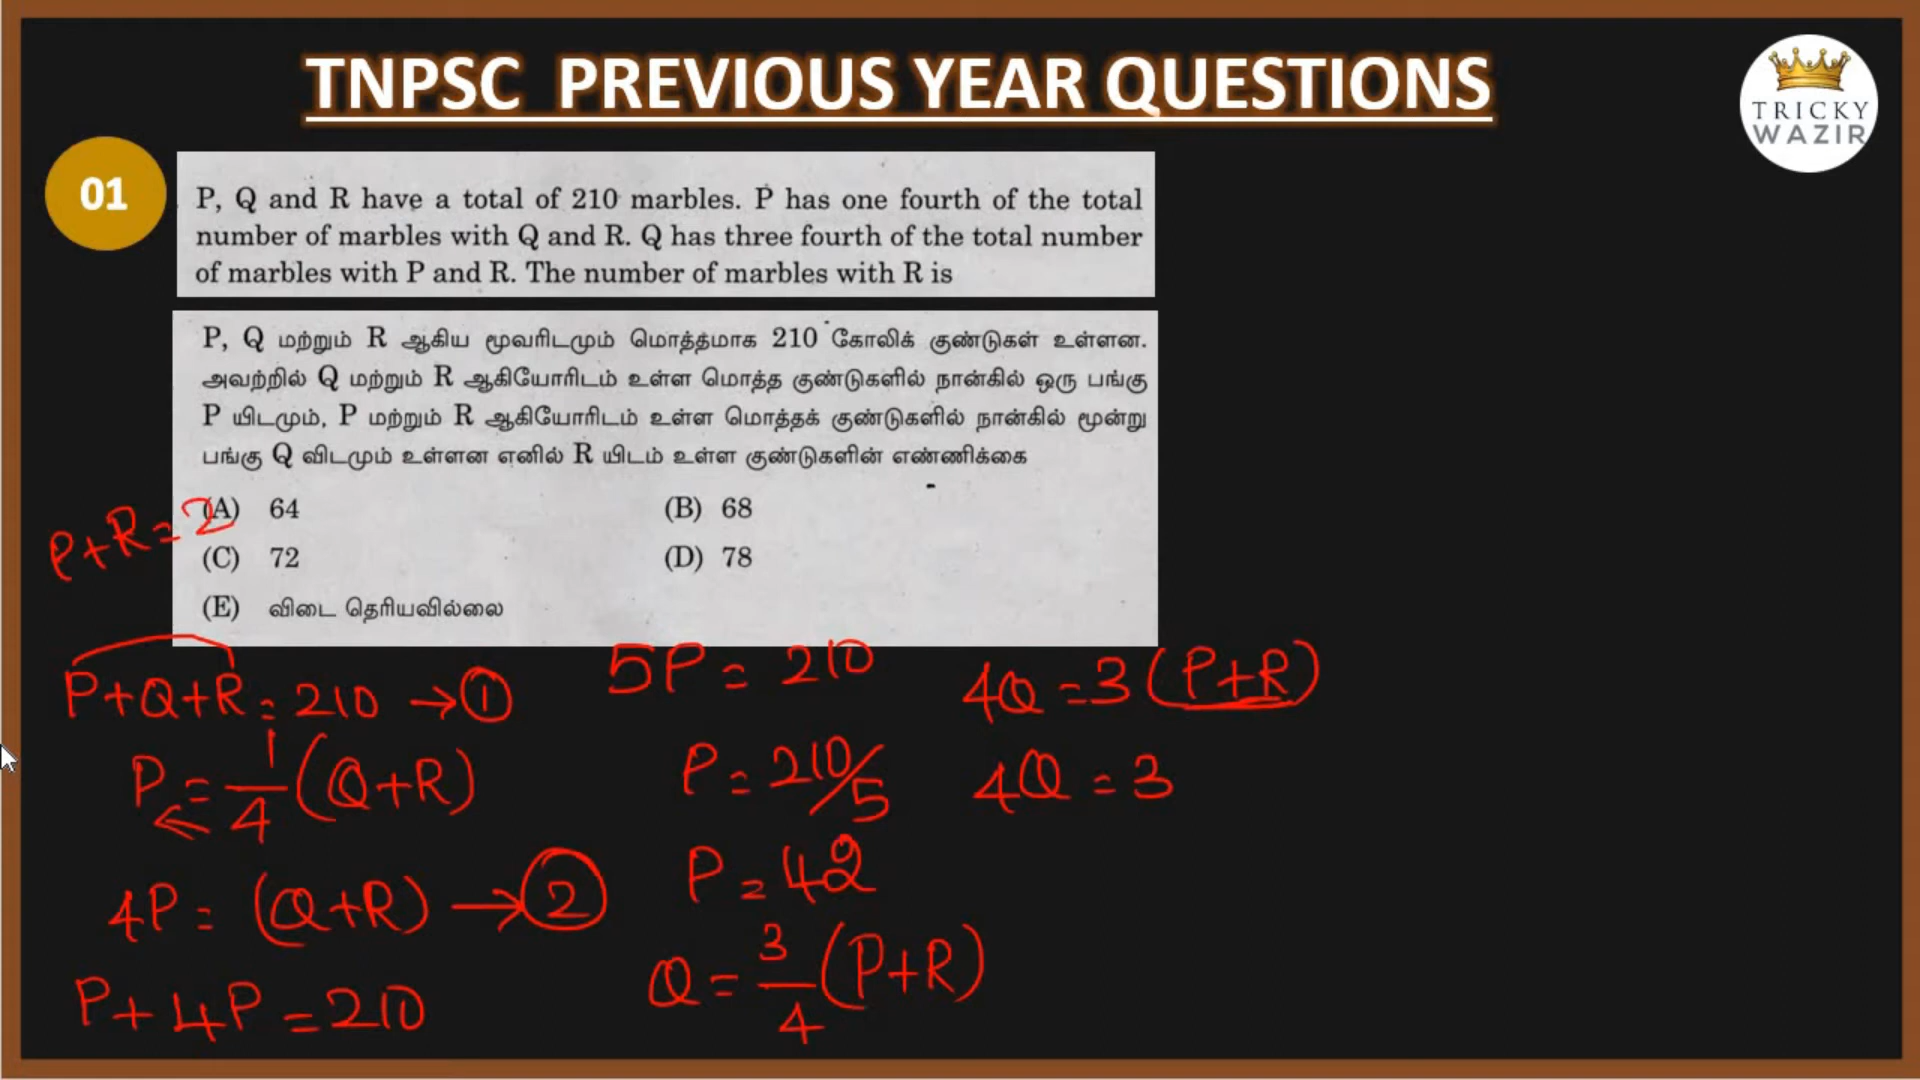 TNPSC PREVIOUS YEAR QUESTIONS
TRICKY
WAZIR
01
P, Q and R have a total of 210 marbles. P has one fourth of the total
number of marbles with Q and R. Q has three fourth of the total number
of marbles with P and R. The number of marbles with R is
P, Q மற்றும் R ஆகிய மூவரிடமும் மொத்தமாக 210 கோலிக் குண்டுகள் உள்ளன.
அவற்றில் Q மற்றும் R ஆகியோரிடம் உள்ள மொத்த குண்டுகளில் நான்கில் ஒரு பங்கு
P யிடமும், P மற்றும் R ஆகியோரிடம் உள்ள மொத்தக் குண்டுகளில் நான்கில் மூன்று
பங்கு Q விடமும் உள்ளன எனில் R யிடம் உள்ள குண்டுகளின் எண்ணிக்கை
(A) 64 (B) 68
(C) 72 (D) 78
(E) விடை தெரியவில்லை
P+R=2
P+Q+R=210 →①
P=1/4(Q+R)
4P=(Q+R)→②
P+4P=210
5P=210
P=210/5
P=42
Q=3/4(P+R)
4Q=3(P+R)
4Q=3